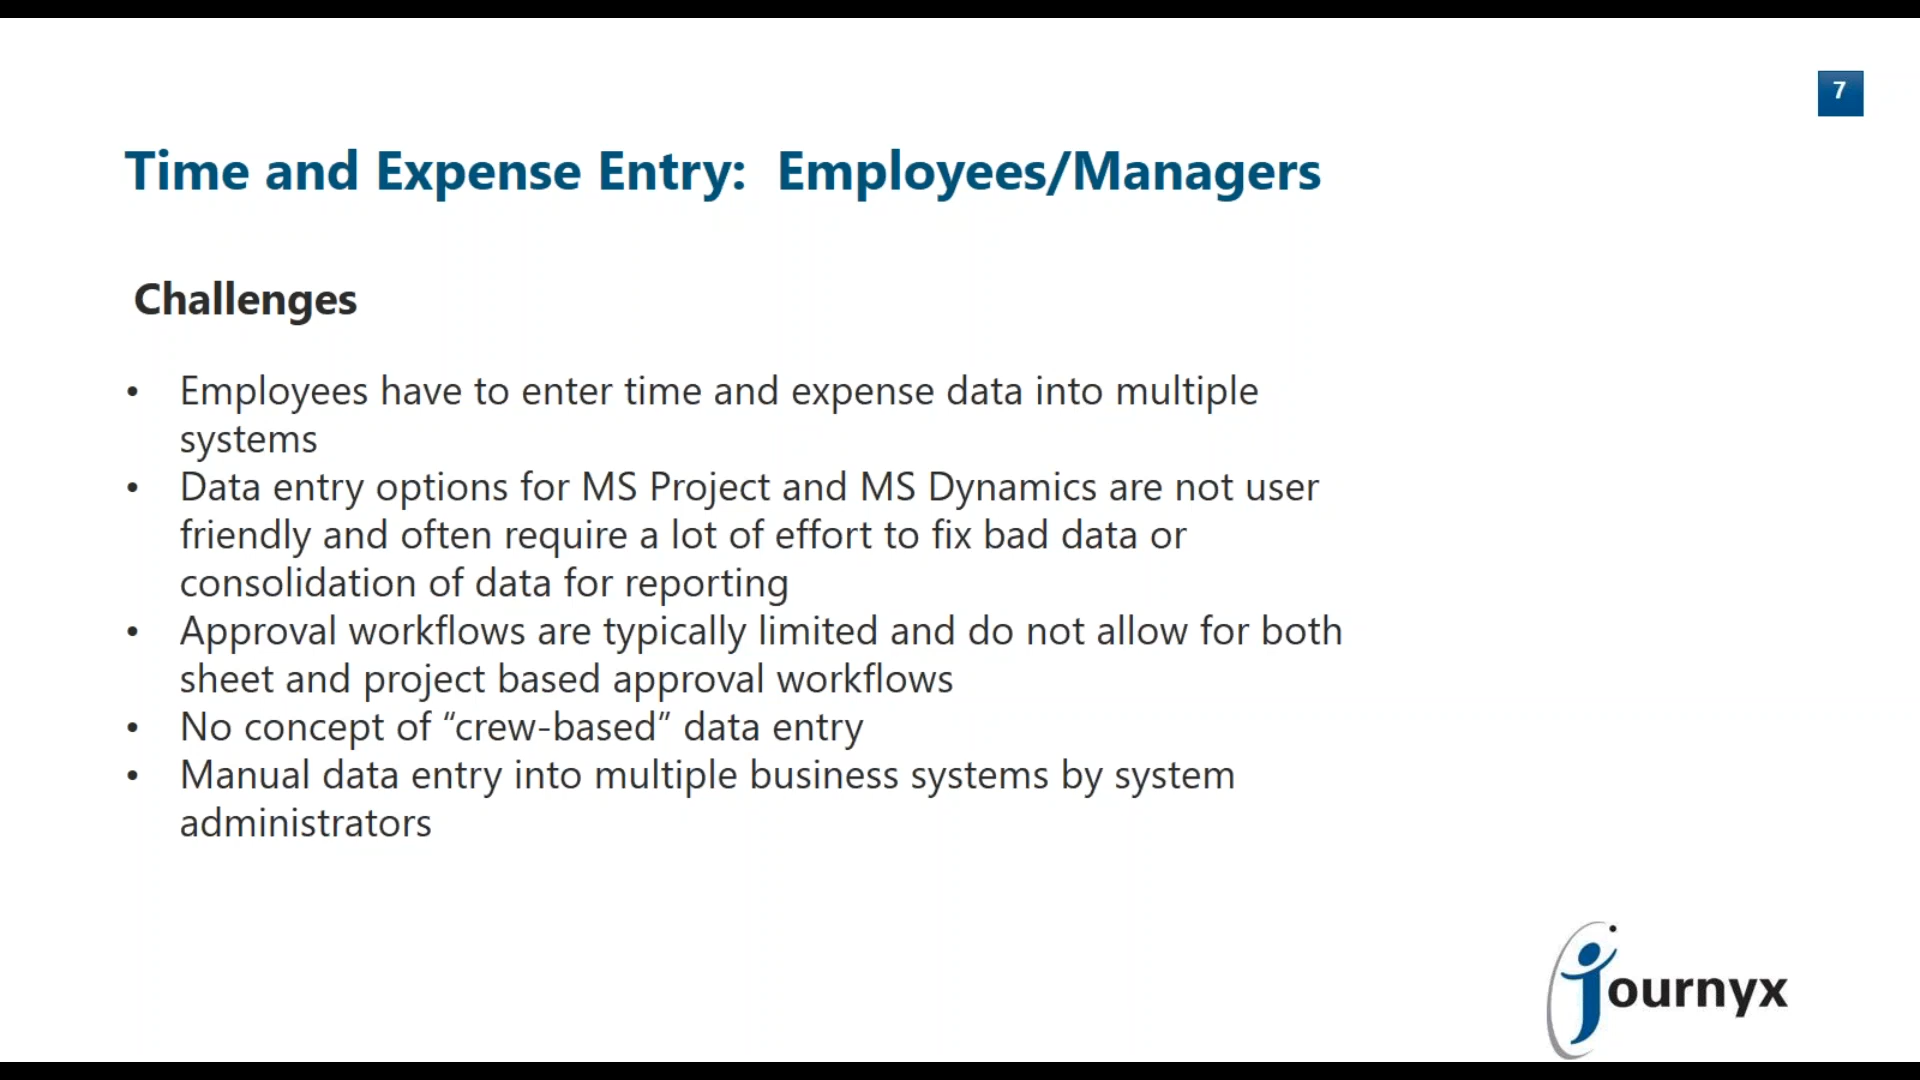 7
Time and Expense Entry: Employees/Managers
Challenges
• Employees have to enter time and expense data into multiple
systems
• Data entry options for MS Project and MS Dynamics are not user
friendly and often require a lot of effort to fix bad data or
consolidation of data for reporting
• Approval workflows are typically limited and do not allow for both
sheet and project based approval workflows
• No concept of “crew-based” data entry
• Manual data entry into multiple business systems by system
administrators
journyx